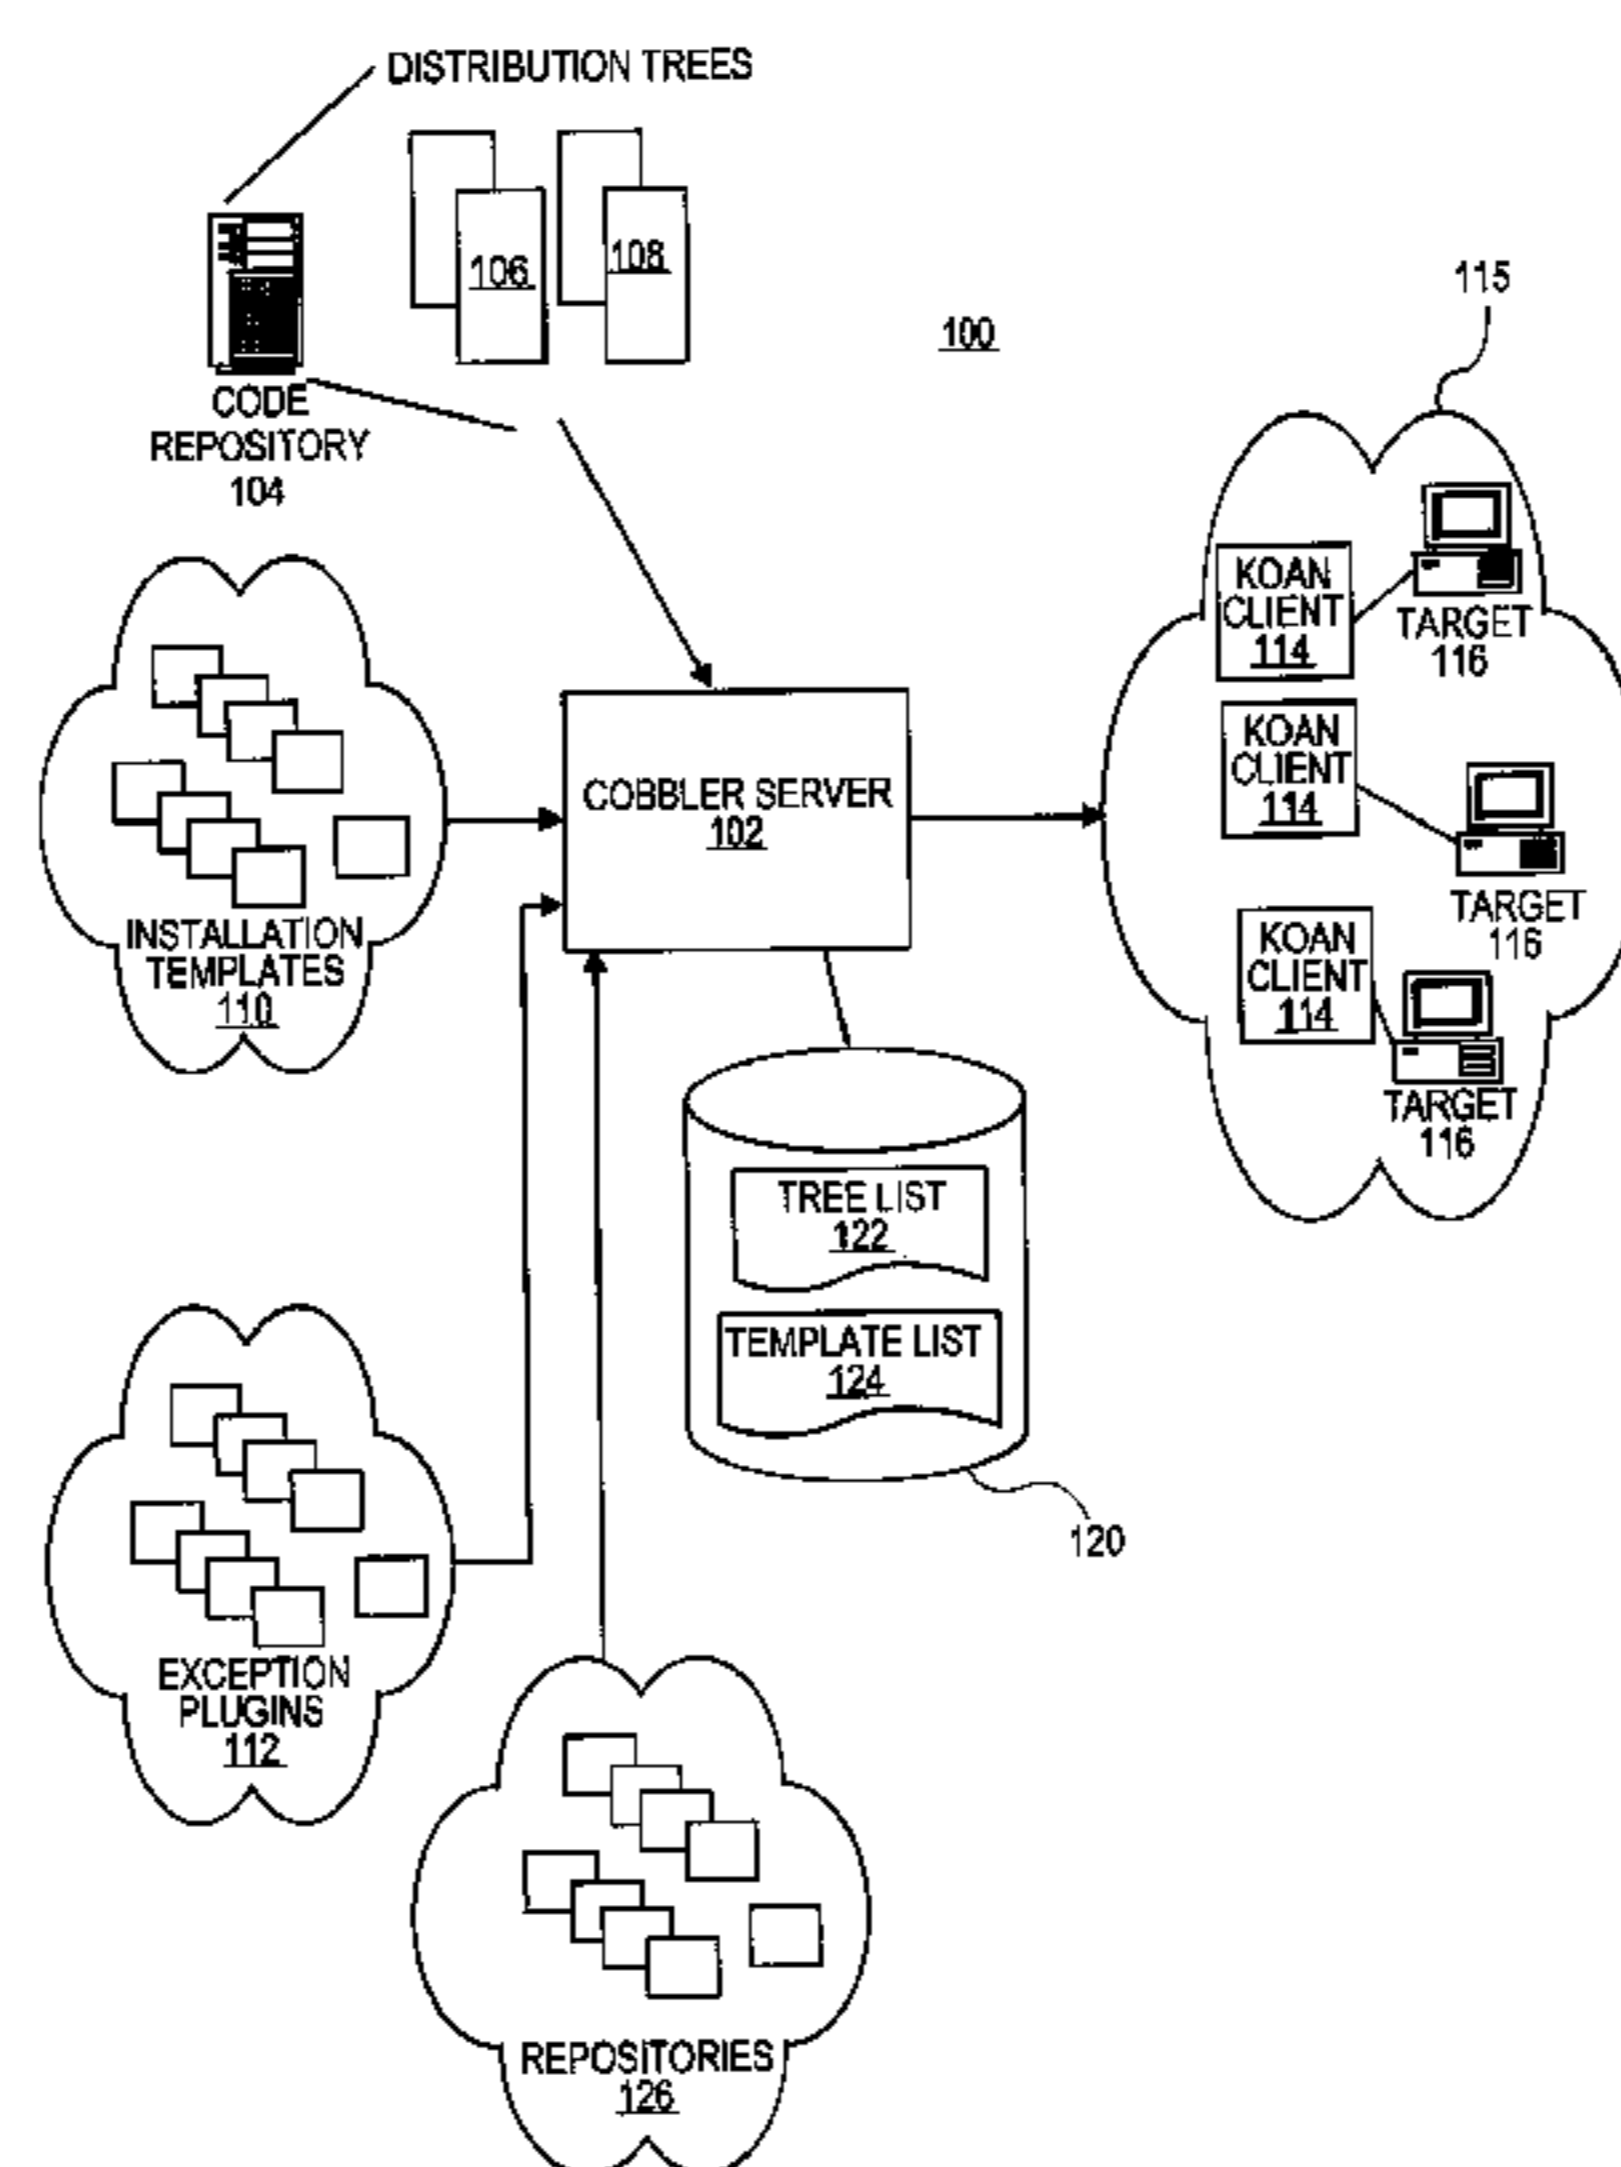 DISTRIBUTION TREES
106
108
100
115
CODE
REPOSITORY
104
KOAN
CLIENT
114
TARGET
116
KOAN
CLIENT
114
TARGET
116
KOAN
CLIENT
114
TARGET
116
COBBLER SERVER
102
INSTALLATION
TEMPLATES
110
TREE LIST
122
TEMPLATE LIST
124
120
EXCEPTION
PLUGINS
112
REPOSITORIES
126